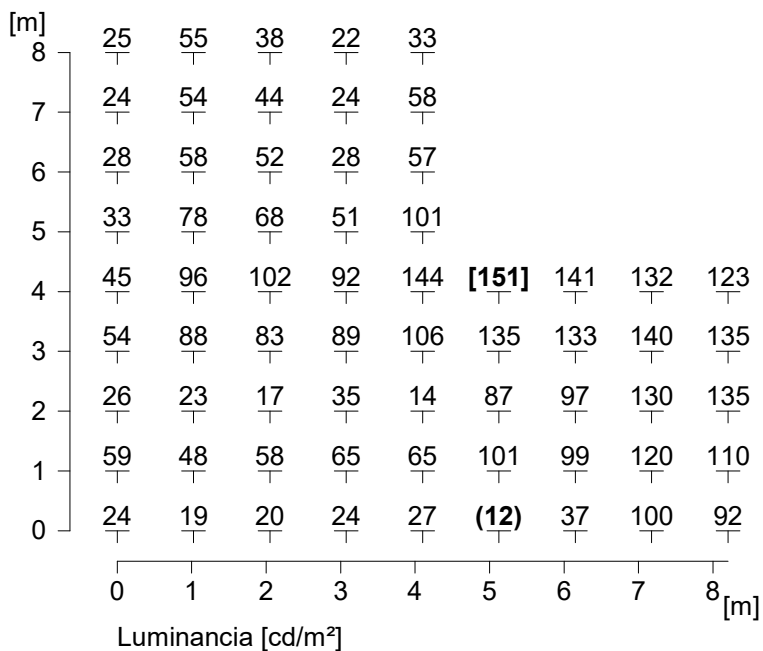 [m]
8 25 55 38 22 33
7 24 54 44 24 58
6 28 58 52 28 57
5 33 78 68 51 101
4 45 96 102 92 144 [151] 141 132 123
3 54 88 83 89 106 135 133 140 135
2 26 23 17 35 14 87 97 130 135
1 59 48 58 65 65 101 99 120 110
0 24 19 20 24 27 (12) 37 100 92
0 1 2 3 4 5 6 7 8 [m]
Luminancia [cd/m²]